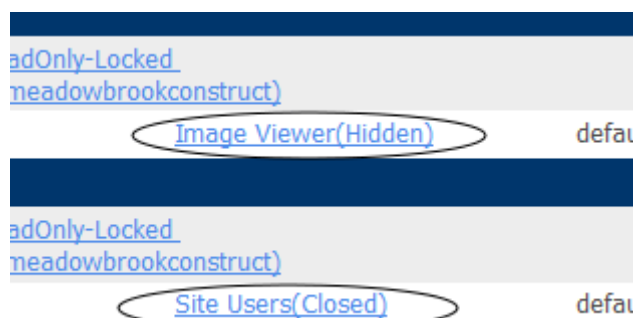 adOnly-Locked
meadowbrookconstruct)
Image Viewer(Hidden) defau
adOnly-Locked
meadowbrookconstruct)
Site Users(Closed) defau